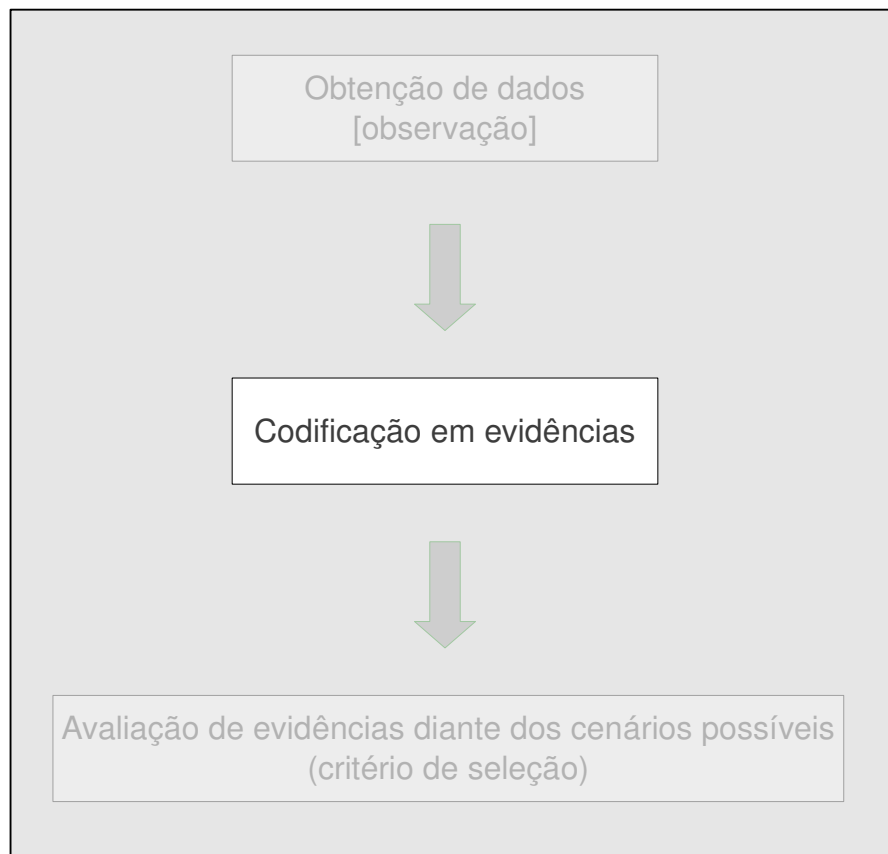 Obtenção de dados
[observação]
Codificação em evidências
Avaliação de evidências diante dos cenários possíveis
(critério de seleção)